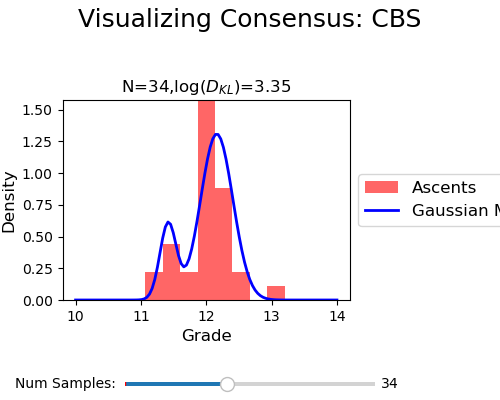 Visualizing Consensus: CBS
N=34,log(D_KL)=3.35
1.50
1.25
1.00
0.75
0.50
0.25
0.00
Density
10 11 12 13 14
Grade
Ascents
Gaussian M
Num Samples: 34